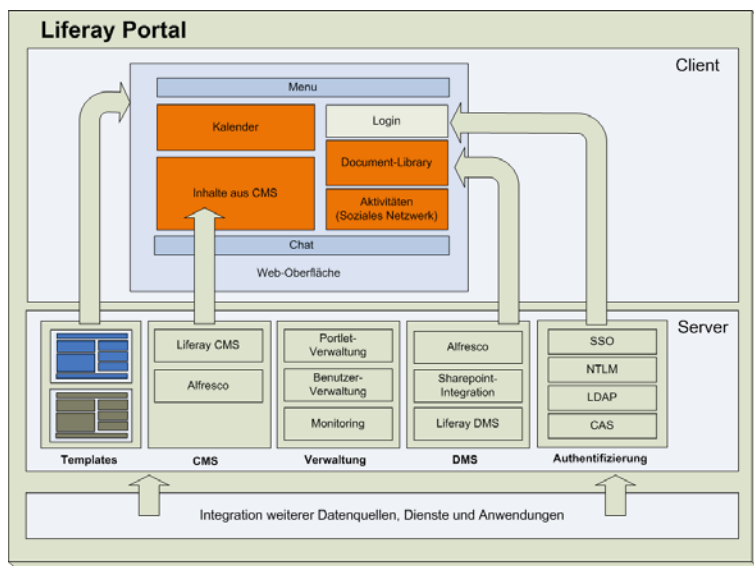 Liferay Portal
Client
Menu
Kalender
Login
Document-Library
Inhalte aus CMS
Aktivitäten
(Soziales Netzwerk)
Chat
Web-Oberfläche
Server
Liferay CMS
Alfresco
Portlet-
Verwaltung
Benutzer-
Verwaltung
Monitoring
Alfresco
Sharepoint-
Integration
Liferay DMS
SSO
NTLM
LDAP
CAS
Templates
CMS
Verwaltung
DMS
Authentifizierung
Integration weiterer Datenquellen, Dienste und Anwendungen